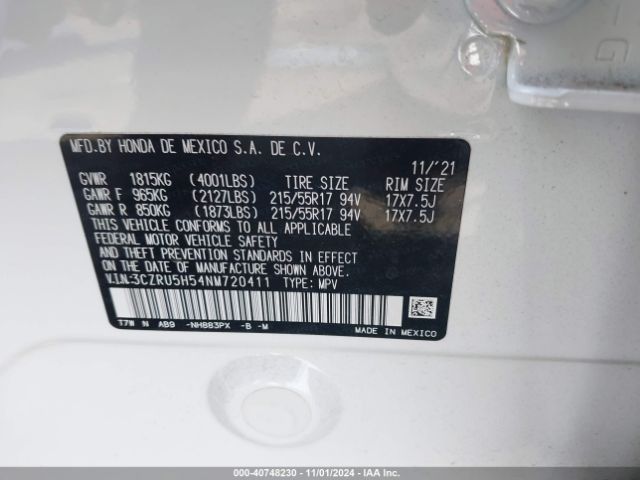 - G
MFD.BY HONDA DE MEXICO S.A. DE C.V.
11/'21
GVWR 1815KG (4001LBS) TIRE SIZE RIM SIZE
GAWR F 965KG (2127LBS) 215/55R17 94V 17X7.5J
GAWR R 850KG (1873LBS) 215/55R17 94V 17X7.5J
THIS VEHICLE CONFORMS TO ALL APPLICABLE
FEDERAL MOTOR VEHICLE SAFETY
AND THEFT PREVENTION STANDARDS IN EFFECT
ON THE DATE OF MANUFACTURE SHOWN ABOVE.
V.I.N.:3CZRU5H54NM720411 TYPE: MPV
T7W N AB9 -NH883PX -B -M
MADE IN MEXICO
000-40748230 - 11/01/2024 - IAAI.COM